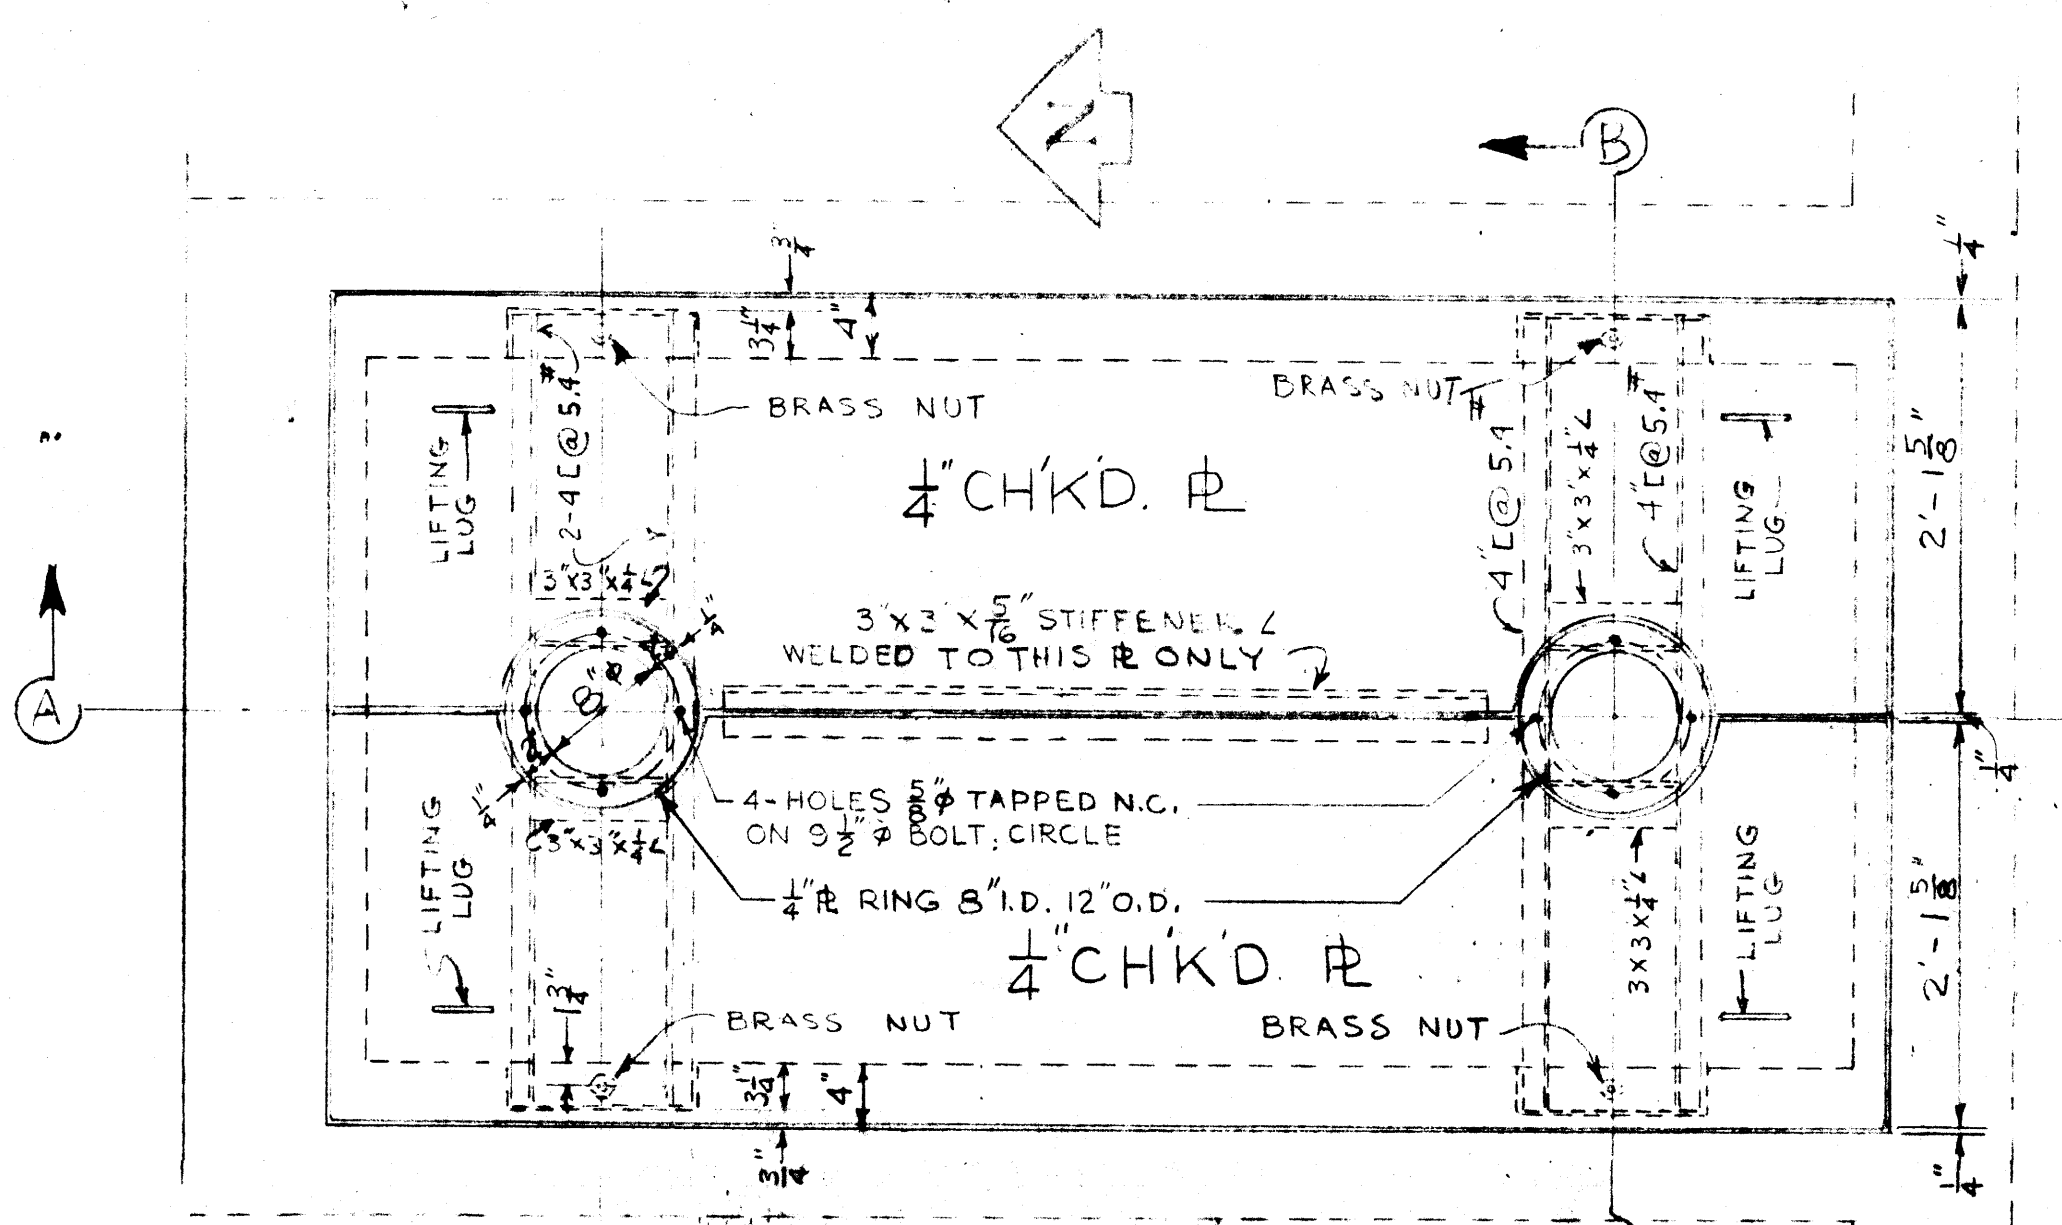 N
B
A
1/4"
3/4
3 1/4"
4"
BRASS NUT
BRASS NUT
2-4[@5.4#
4"[@5.4#
3"x3"x1/4∠
4"[@5.4#
LIFTING
LUG
LIFTING
LUG
2'-1 5/8"
1/4" CH'K'D. PL
3"x3"x1/4∠
1/4"
8"φ
3"x3"x5/16" STIFFENER ∠
WELDED TO THIS PL ONLY
1/4"
1/4"
4-HOLES 5/8"φ TAPPED N.C.
ON 9 1/2"φ BOLT CIRCLE
3"x3"x1/4∠
1/4" PL RING 8" I.D. 12" O.D.
1/4" CH'K'D. PL
LIFTING
LUG
3x3x1/4"∠
LIFTING
LUG
2'-1 5/8"
1 3/4"
BRASS NUT
BRASS NUT
3 1/4"
4"
3/4"
1/4"